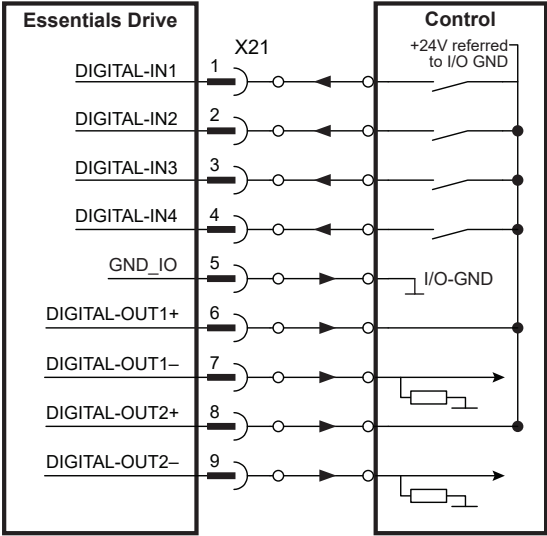 Essentials Drive
Control
X21
+24V referred
to I/O GND
DIGITAL-IN1
1
DIGITAL-IN2
2
DIGITAL-IN3
3
DIGITAL-IN4
4
GND_IO
5
I/O-GND
DIGITAL-OUT1+
6
DIGITAL-OUT1–
7
DIGITAL-OUT2+
8
DIGITAL-OUT2–
9